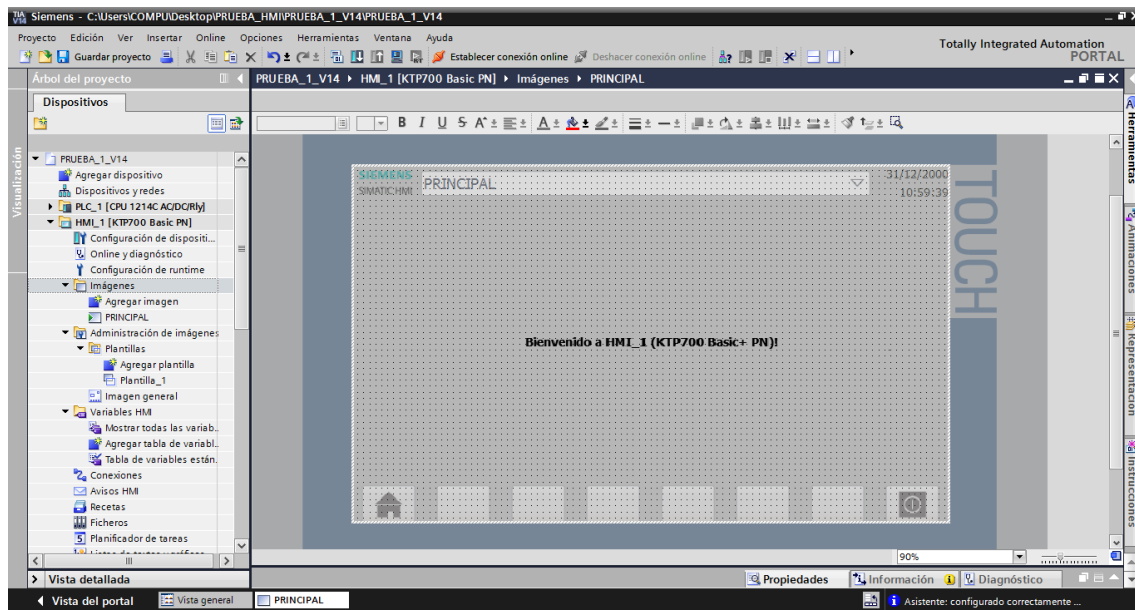 Siemens - C:\Users\COMPU\Desktop\PRUEBA_HMI\PRUEBA_1_V14\PRUEBA_1_V14
Proyecto Edición Ver Insertar Online Opciones Herramientas Ventana Ayuda
Guardar proyecto Establecer conexión online Deshacer conexión online
Totally Integrated Automation
PORTAL
Árbol del proyecto
PRUEBA_1_V14 HMI_1 [KTP700 Basic PN] Imágenes PRINCIPAL
Dispositivos
Visualización
PRUEBA_1_V14
Agregar dispositivo
Dispositivos y redes
PLC_1 [CPU 1214C AC/DC/Rly]
HMI_1 [KTP700 Basic PN]
Configuración de dispositi...
Online y diagnóstico
Configuración de runtime
Imágenes
Agregar imagen
PRINCIPAL
Administración de imágenes
Plantillas
Agregar plantilla
Plantilla_1
Imagen general
Variables HMI
Mostrar todas las variab..
Agregar tabla de variabl..
Tabla de variables están.
Conexiones
Avisos HMI
Recetas
Ficheros
Planificador de tareas
SIEMENS
SIMATIC HMI
PRINCIPAL
31/12/2000
10:59:39
TOUCH
Bienvenido a HMI_1 (KTP700 Basic+ PN)!
Herramientas
Animaciones
Representación
Instrucciones
90%
Vista detallada
Propiedades Información Diagnóstico
Vista del portal Vista general PRINCIPAL Asistente: configurado correctamente ...